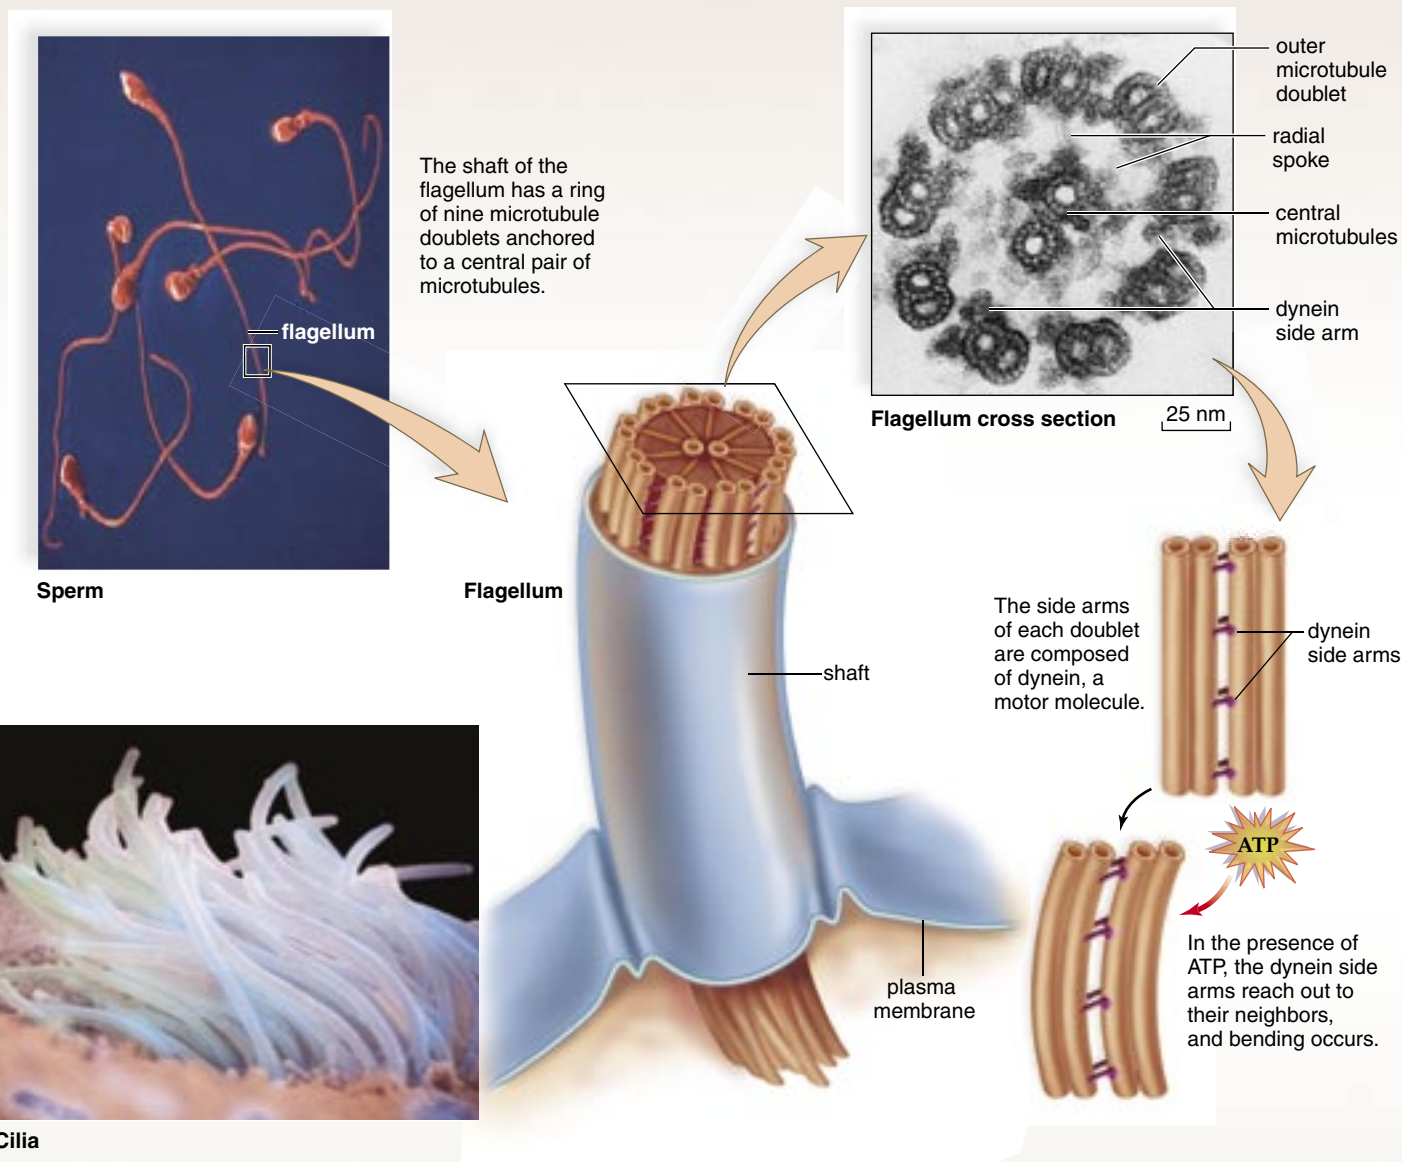 The shaft of the
flagellum has a ring
of nine microtubule
doublets anchored
to a central pair of
microtubules.
flagellum
Sperm
outer
microtubule
doublet
radial
spoke
central
microtubules
dynein
side arm
Flagellum cross section
25 nm
Flagellum
shaft
The side arms
of each doublet
are composed
of dynein, a
motor molecule.
dynein
side arms
ATP
In the presence of
ATP, the dynein side
arms reach out to
their neighbors,
and bending occurs.
plasma
membrane
Cilia